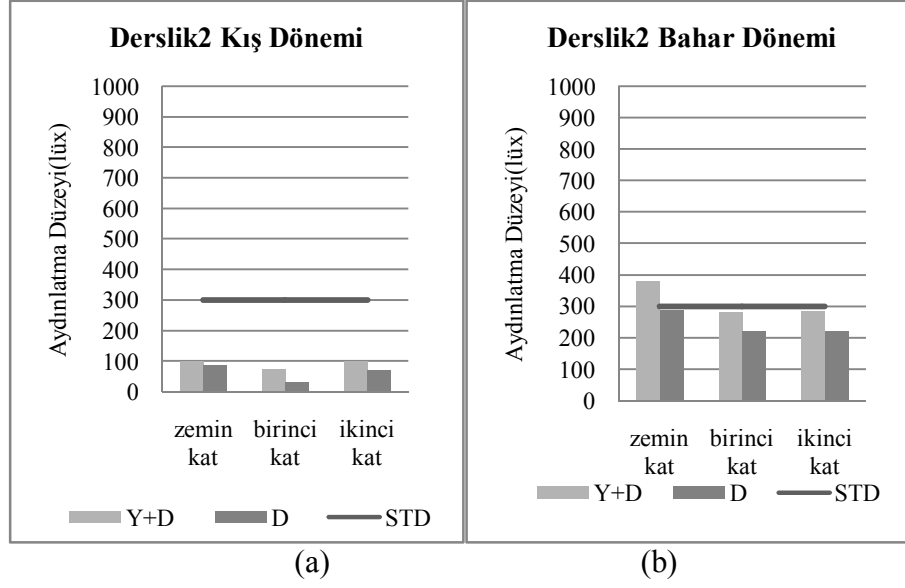 Derslik2 Kış Dönemi
Aydınlatma Düzeyi(lüx)
1000
900
800
700
600
500
400
300
200
100
0
zemin kat
birinci kat
ikinci kat
Y+D
D
STD
(a)
Derslik2 Bahar Dönemi
Aydınlatma Düzeyi(lüx)
1000
900
800
700
600
500
400
300
200
100
0
zemin kat
birinci kat
ikinci kat
Y+D
D
STD
(b)